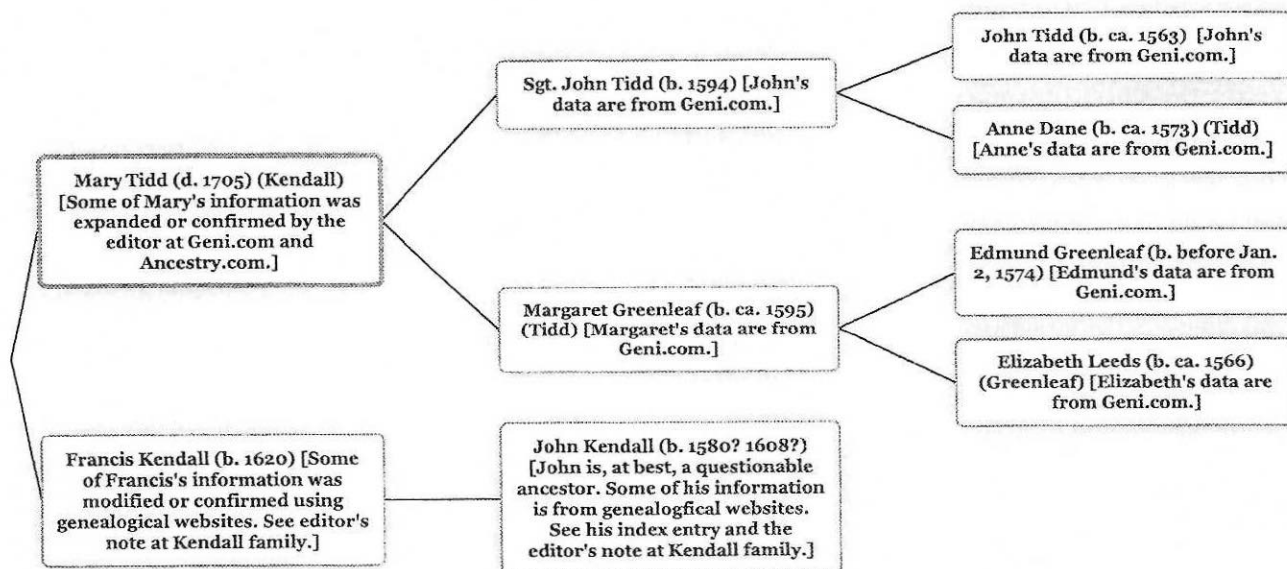 John Tidd (b. ca. 1563) [John's
data are from Geni.com.]
Sgt. John Tidd (b. 1594) [John's
data are from Geni.com.]
Anne Dane (b. ca. 1573) (Tidd)
[Anne's data are from Geni.com.]
Mary Tidd (d. 1705) (Kendall)
[Some of Mary's information was
expanded or confirmed by the
editor at Geni.com and
Ancestry.com.]
Edmund Greenleaf (b. before Jan.
2, 1574) [Edmund's data are from
Geni.com.]
Margaret Greenleaf (b. ca. 1595)
(Tidd) [Margaret's data are from
Geni.com.]
Elizabeth Leeds (b. ca. 1566)
(Greenleaf) [Elizabeth's data are
from Geni.com.]
Francis Kendall (b. 1620) [Some
of Francis's information was
modified or confirmed using
genealogical websites. See editor's
note at Kendall family.]
John Kendall (b. 1580? 1608?)
[John is, at best, a questionable
ancestor. Some of his information
is from genealogfical websites.
See his index entry and the
editor's note at Kendall family.]